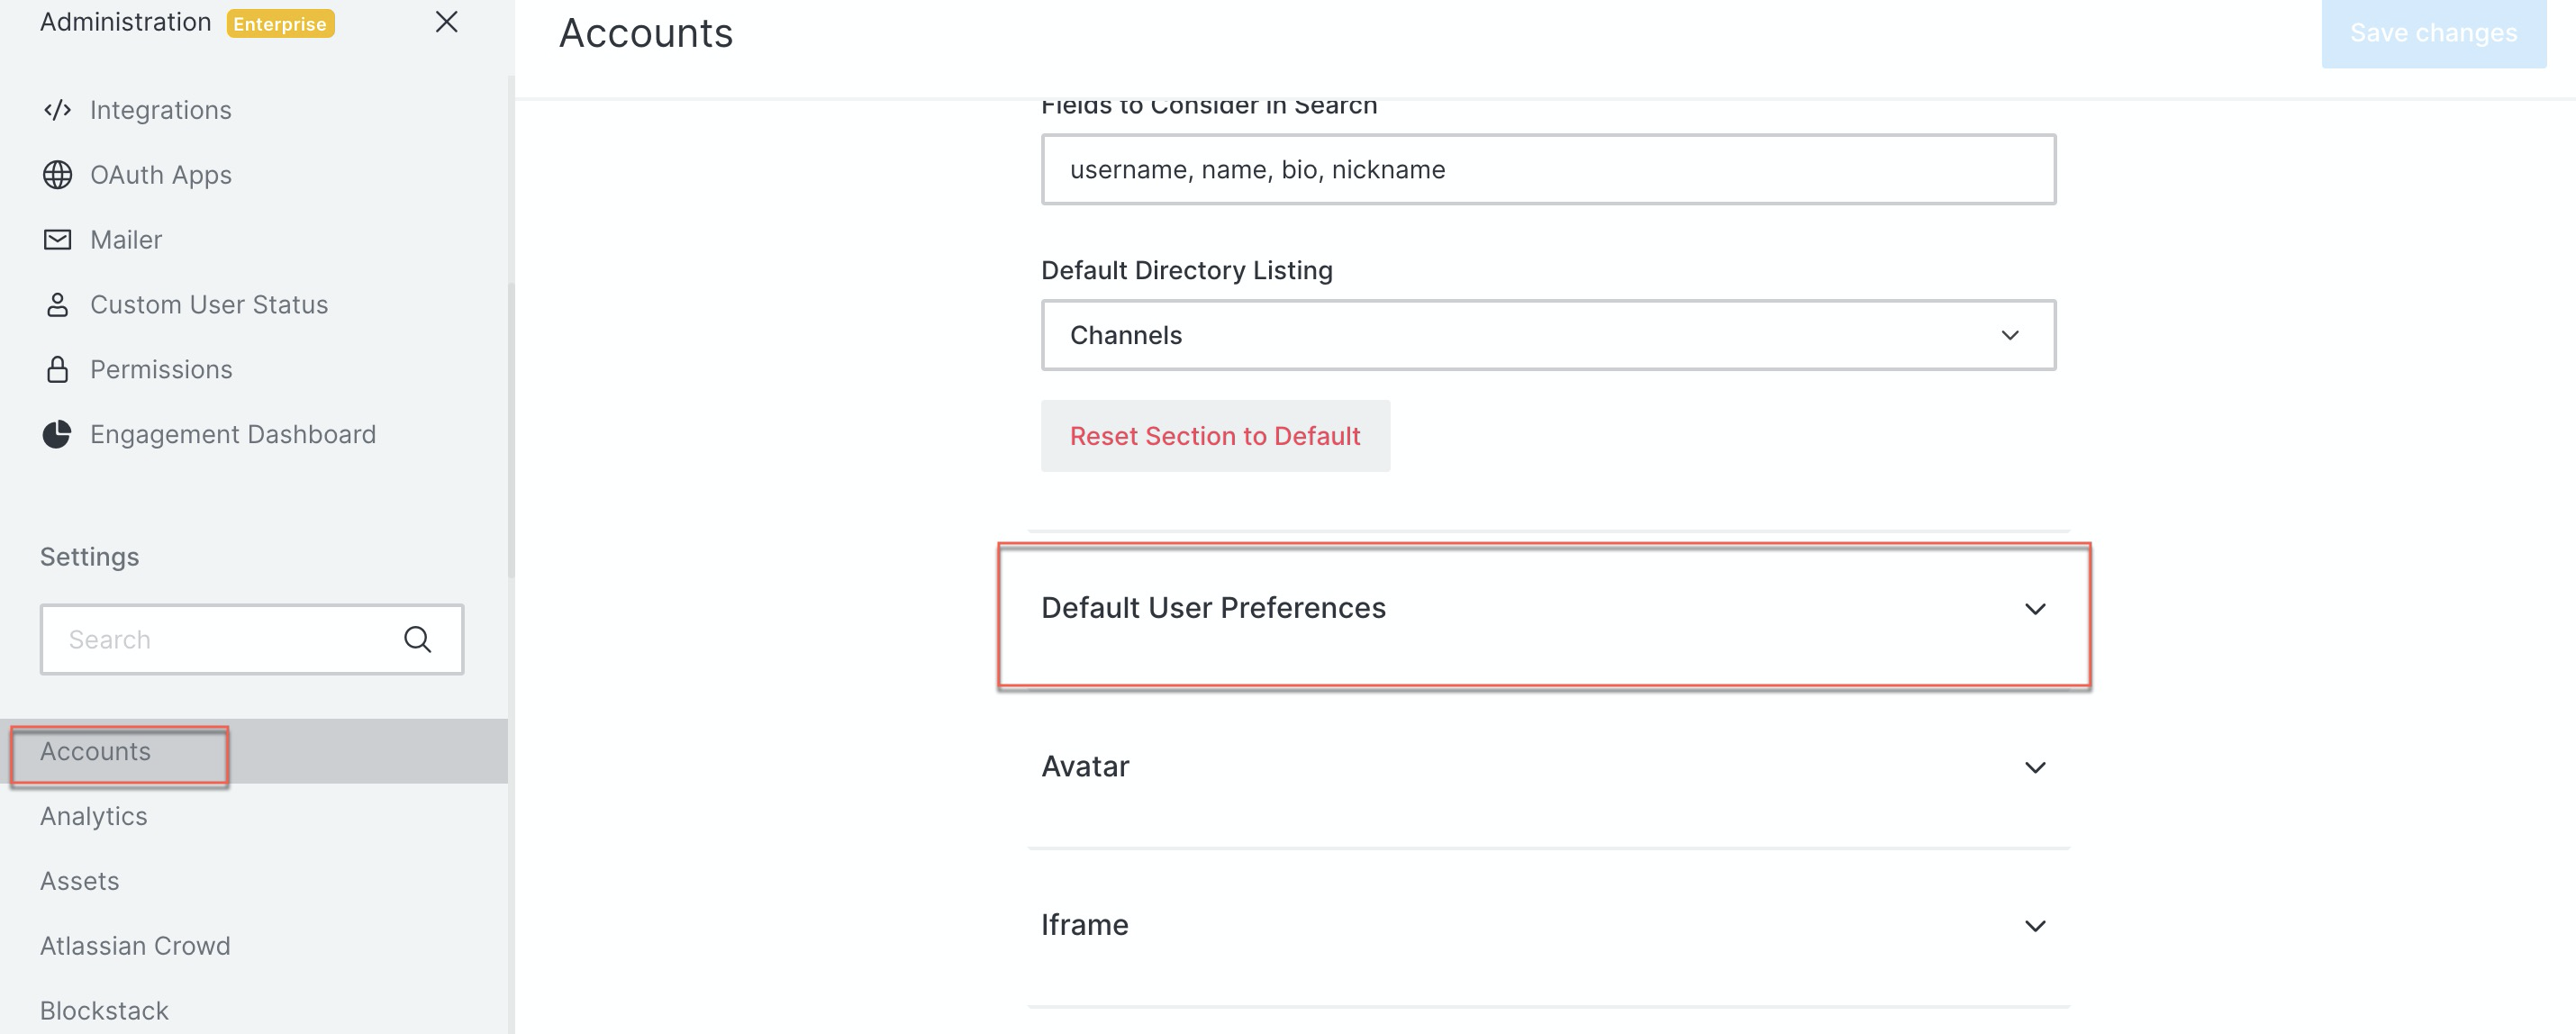 Administration Enterprise
Integrations
OAuth Apps
Mailer
Custom User Status
Permissions
Engagement Dashboard
Settings
Search
Accounts
Analytics
Assets
Atlassian Crowd
Blockstack
Accounts
Save changes
Fields to Consider in Search
username, name, bio, nickname
Default Directory Listing
Channels
Reset Section to Default
Default User Preferences
Avatar
Iframe